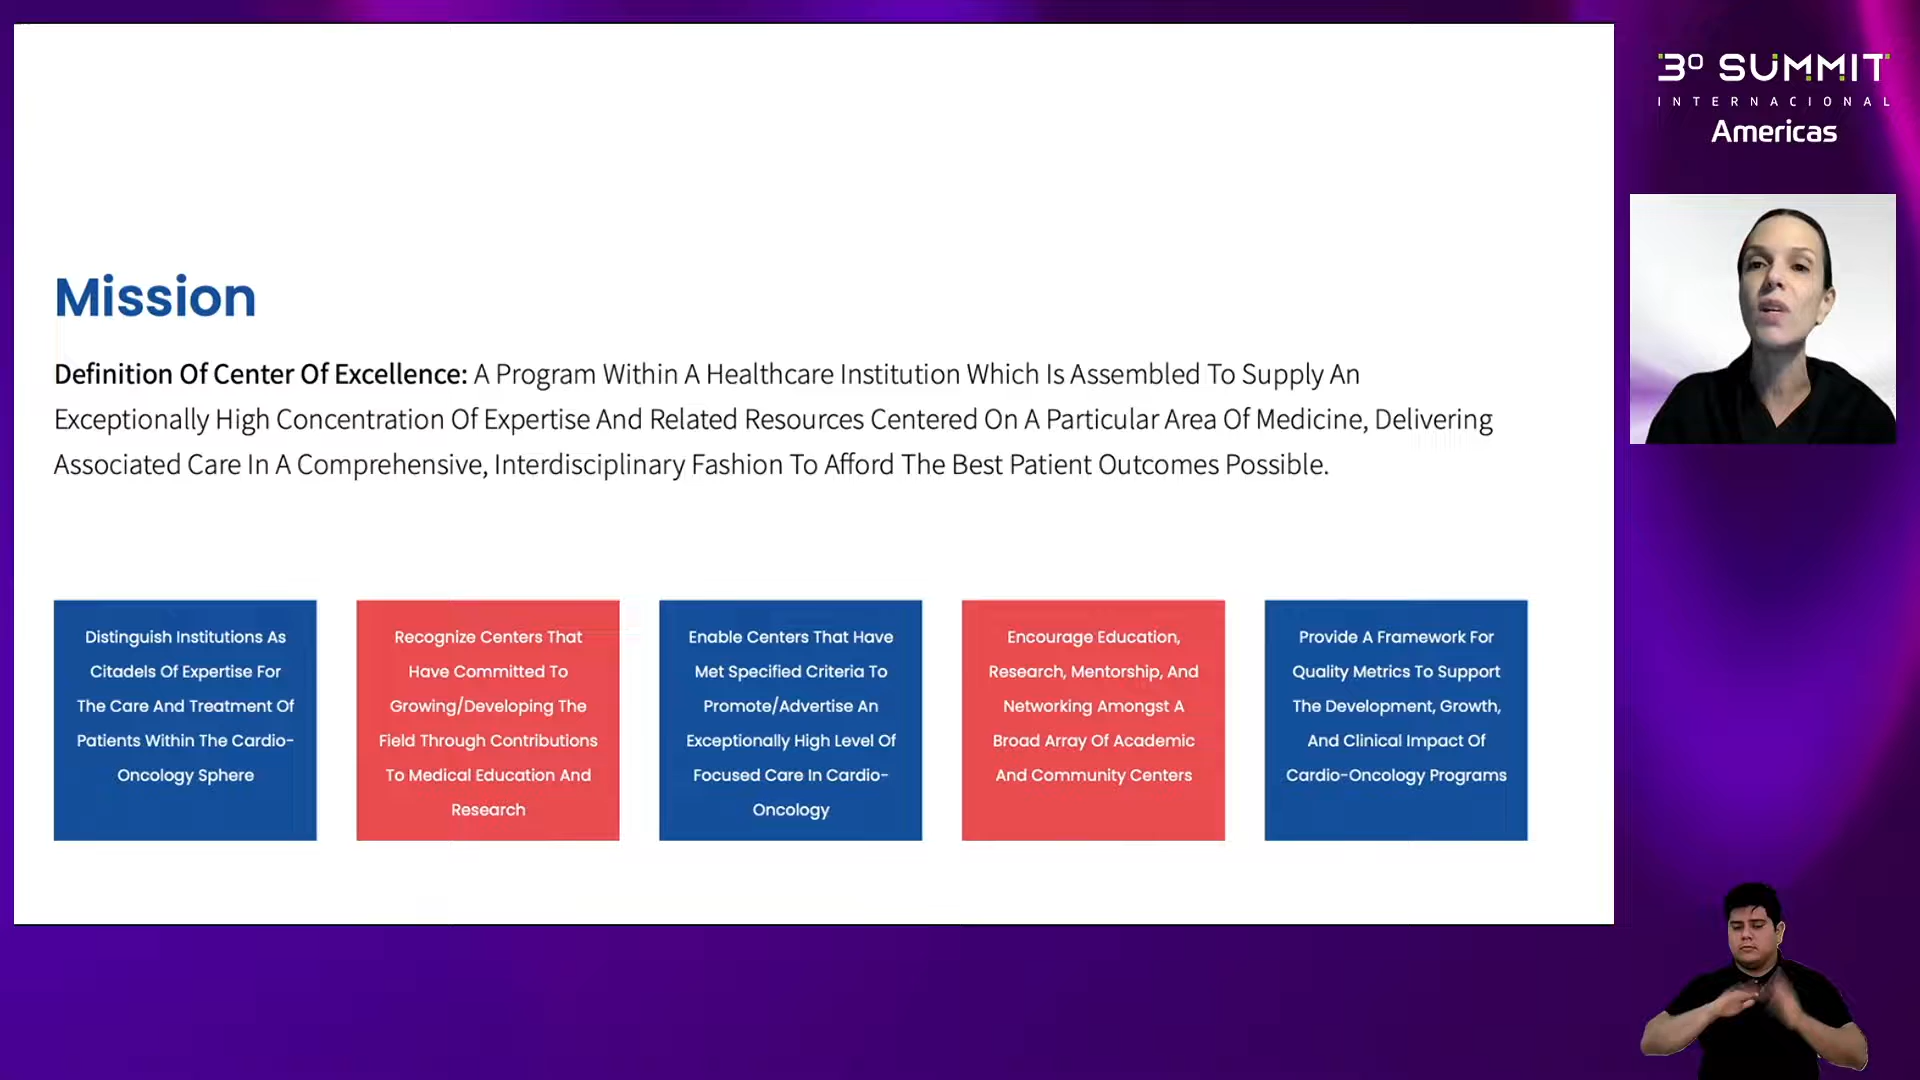 3º SUMMIT
INTERNACIONAL
Americas
Mission
Definition Of Center Of Excellence: A Program Within A Healthcare Institution Which Is Assembled To Supply An
Exceptionally High Concentration Of Expertise And Related Resources Centered On A Particular Area Of Medicine, Delivering
Associated Care In A Comprehensive, Interdisciplinary Fashion To Afford The Best Patient Outcomes Possible.
Distinguish Institutions As
Citadels Of Expertise For
The Care And Treatment Of
Patients Within The Cardio-
Oncology Sphere
Recognize Centers That
Have Committed To
Growing/Developing The
Field Through Contributions
To Medical Education And
Research
Enable Centers That Have
Met Specified Criteria To
Promote/Advertise An
Exceptionally High Level Of
Focused Care In Cardio-
Oncology
Encourage Education,
Research, Mentorship, And
Networking Amongst A
Broad Array Of Academic
And Community Centers
Provide A Framework For
Quality Metrics To Support
The Development, Growth,
And Clinical Impact Of
Cardio-Oncology Programs